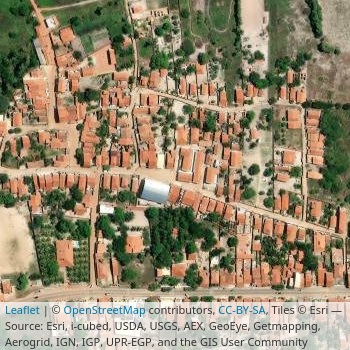 Leaflet | © OpenStreetMap contributors, CC-BY-SA, Tiles © Esri —
Source: Esri, i-cubed, USDA, USGS, AEX, GeoEye, Getmapping,
Aerogrid, IGN, IGP, UPR-EGP, and the GIS User Community